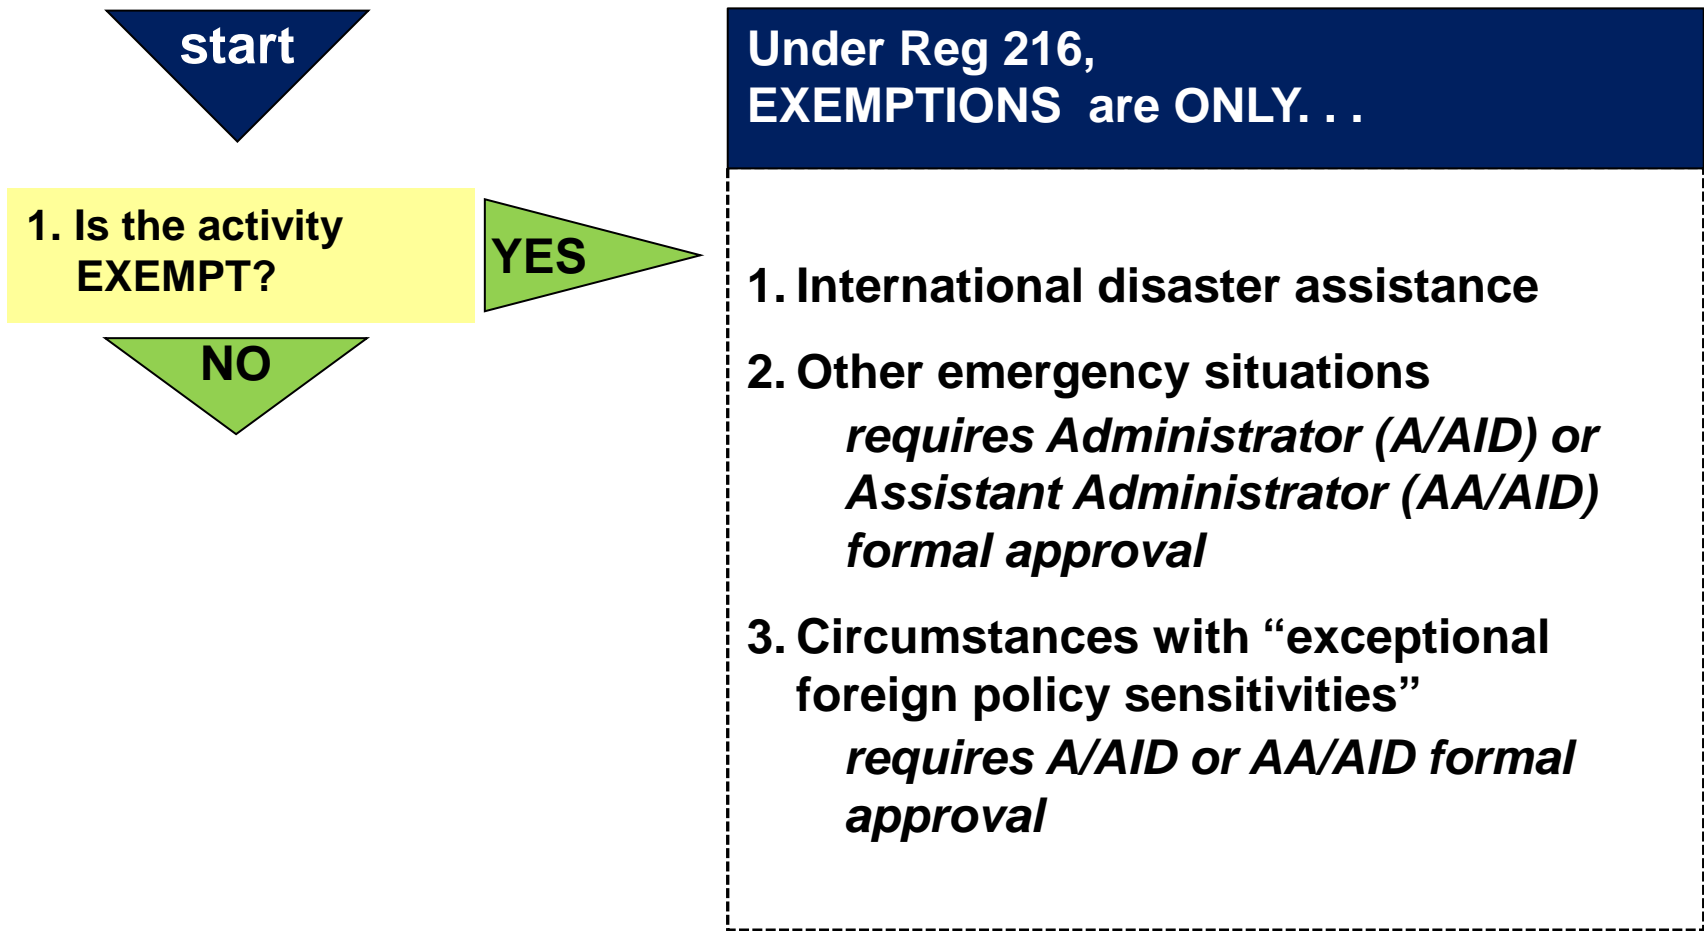 start
1. Is the activity
EXEMPT?
YES
NO
Under Reg 216,
EXEMPTIONS are ONLY. . .
1. International disaster assistance
2. Other emergency situations
requires Administrator (A/AID) or
Assistant Administrator (AA/AID)
formal approval
3. Circumstances with “exceptional
foreign policy sensitivities”
requires A/AID or AA/AID formal
approval